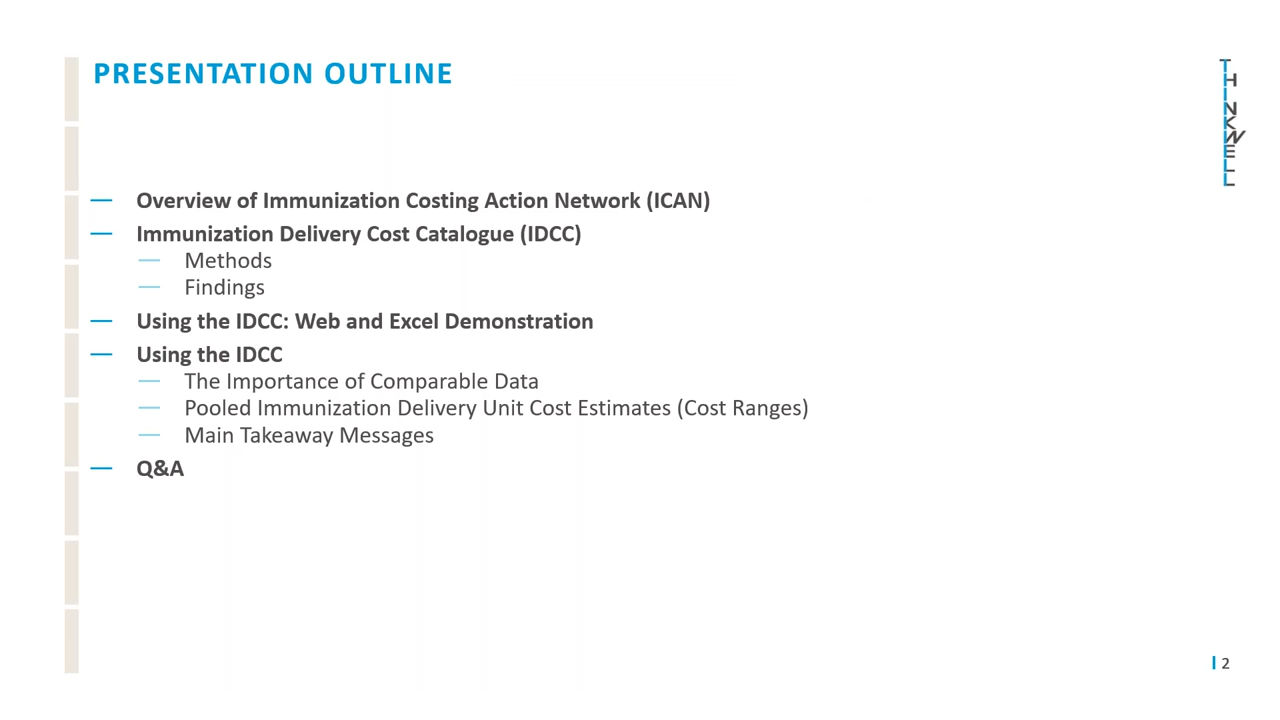 PRESENTATION OUTLINE
THINKWELL
— Overview of Immunization Costing Action Network (ICAN)
— Immunization Delivery Cost Catalogue (IDCC)
— Methods
— Findings
— Using the IDCC: Web and Excel Demonstration
— Using the IDCC
— The Importance of Comparable Data
— Pooled Immunization Delivery Unit Cost Estimates (Cost Ranges)
— Main Takeaway Messages
— Q&A
2